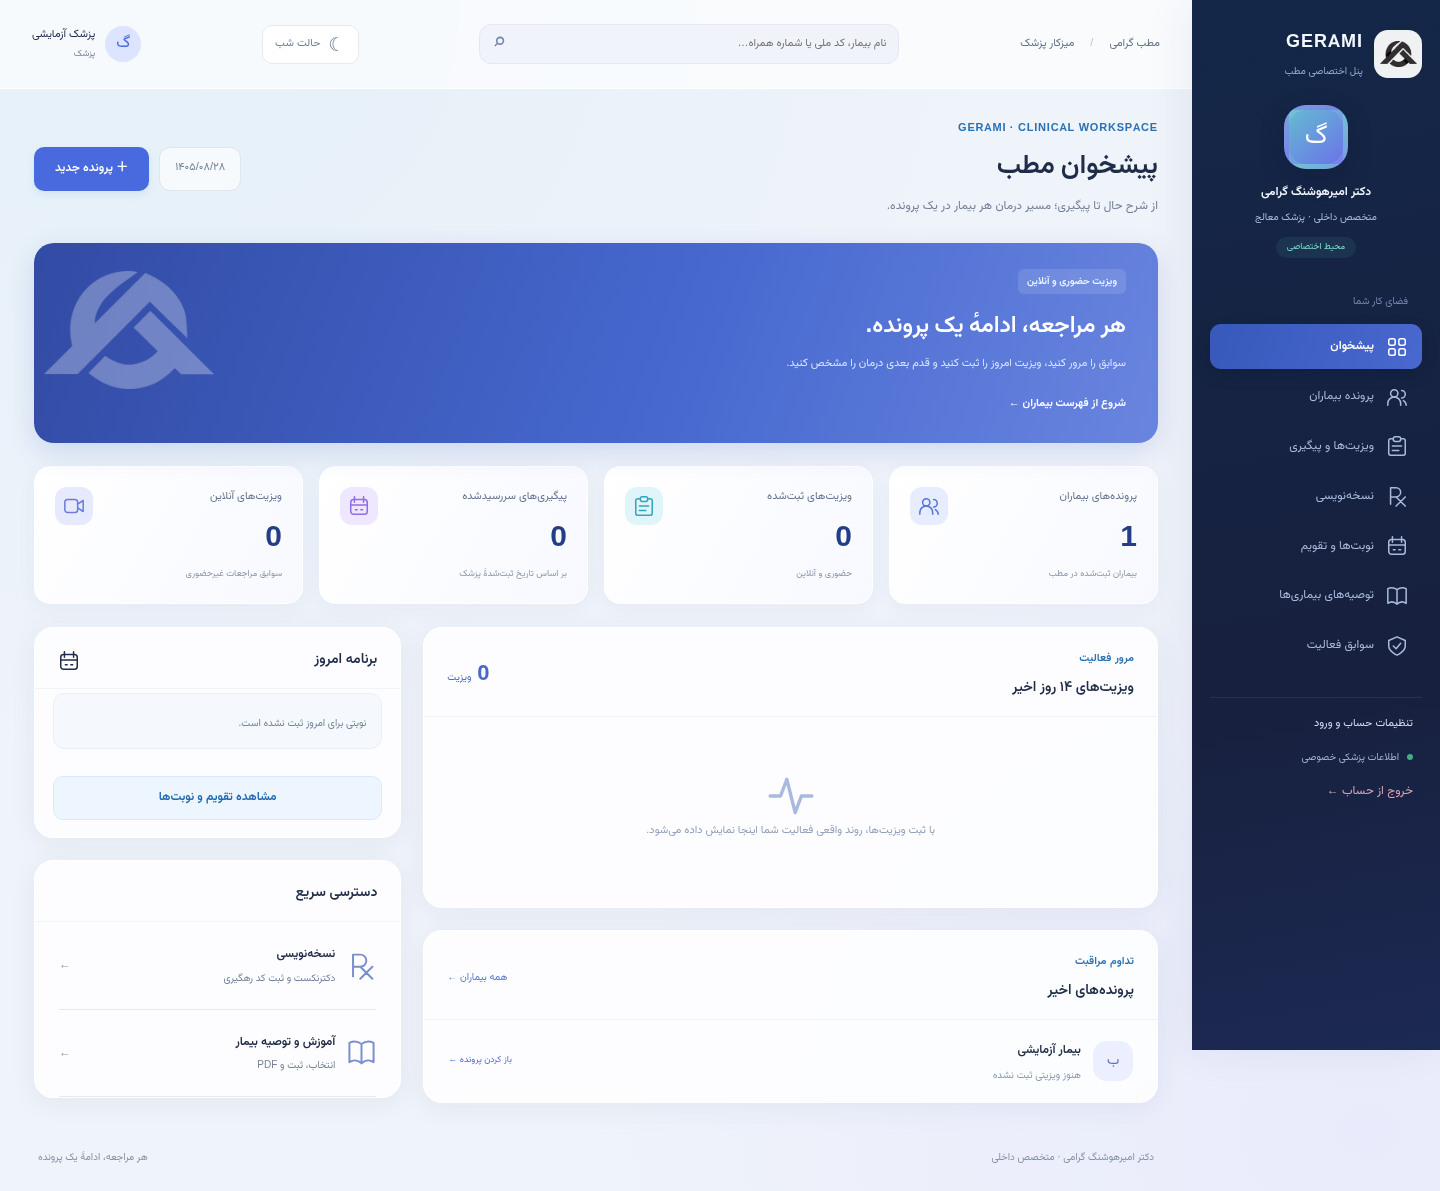 GERAMI
پنل اختصاصی مطب
گ
دکتر امیرهوشنگ گرامی
متخصص داخلی · پزشک معالج
محیط اختصاصی
فضای کار شما
پیشخوان
پرونده بیماران
ویزیت‌ها و پیگیری
نسخه‌نویسی
نوبت‌ها و تقویم
توصیه‌های بیماری‌ها
سوابق فعالیت
تنظیمات حساب و ورود
اطلاعات پزشکی خصوصی
خروج از حساب ←
مطب گرامی / میزکار پزشک
نام بیمار، کد ملی یا شماره همراه...
حالت شب
گ
پزشک آزمایشی
پزشک
GERAMI · CLINICAL WORKSPACE
پیشخوان مطب
از شرح حال تا پیگیری؛ مسیر درمان هر بیمار در یک پرونده.
۱۴۰۵/۰۸/۲۸
+ پرونده جدید
ویزیت حضوری و آنلاین
هر مراجعه، ادامهٔ یک پرونده.
سوابق را مرور کنید، ویزیت امروز را ثبت کنید و قدم بعدی درمان را مشخص کنید.
شروع از فهرست بیماران ←
پرونده‌های بیماران
1
بیماران ثبت‌شده در مطب
ویزیت‌های ثبت‌شده
0
حضوری و آنلاین
پیگیری‌های سررسیدشده
0
بر اساس تاریخ ثبت‌شدهٔ پزشک
ویزیت‌های آنلاین
0
سوابق مراجعات غیرحضوری
مرور فعالیت
ویزیت‌های ۱۴ روز اخیر
0 ویزیت
با ثبت ویزیت‌ها، روند واقعی فعالیت شما اینجا نمایش داده می‌شود.
تداوم مراقبت
پرونده‌های اخیر
همه بیماران ←
ب
بیمار آزمایشی
هنوز ویزیتی ثبت نشده
باز کردن پرونده ←
برنامه امروز
نوبتی برای امروز ثبت نشده است.
مشاهده تقویم و نوبت‌ها
دسترسی سریع
نسخه‌نویسی
دکترنکست و ثبت کد رهگیری
←
آموزش و توصیه بیمار
انتخاب، ثبت و PDF
←
دکتر امیرهوشنگ گرامی · متخصص داخلی
هر مراجعه، ادامهٔ یک پرونده